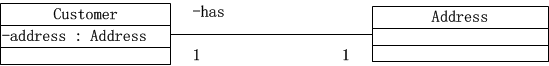 Customer
-address : Address
-has
1
1
Address